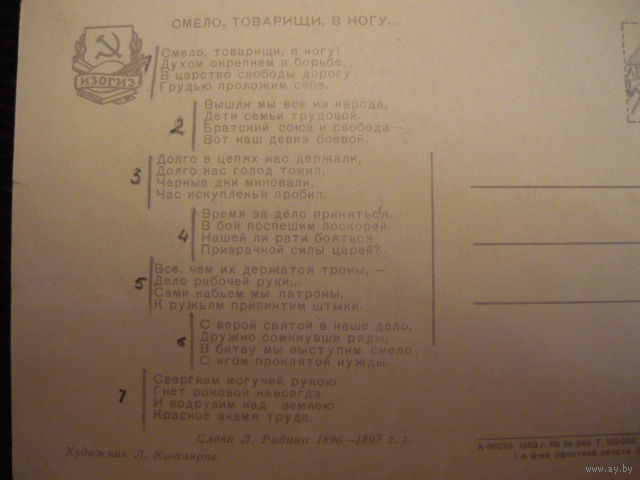 СМЕЛО, ТОВАРИЩИ, В НОГУ...
ИЗОГИЗ
1
Смело, товарищи, в ногу!
Духом окрепнем в борьбе,
В царство свободы дорогу
Грудью проложим себе.
2
Вышли мы все из народа,
Дети семьи трудовой.
Братский союз и свобода —
Вот наш девиз боевой.
3
Долго в цепях нас держали,
Долго нас голод томил,
Черные дни миновали,
Час искупленья пробил.
4
Время за дело приняться,
В бой поспешим поскорей.
Нашей ли рати бояться
Призрачной силы царей?
5
Все, чем их держатся троны, —
Дело рабочей руки...
Сами набьем мы патроны,
К ружьям привинтим штыки.
6
С верой святой в наше дело,
Дружно сомкнувши ряды,
В битву мы выступим смело
С игом проклятой нужды.
7
Свергнем могучей рукою
Гнет роковой навсегда
И водрузим над землею
Красное знамя труда.
Слова Л. Радина 1896—1897 г. г.
Художник Л. Котляров
1-я ф-ка офсетной печати
www.ay.by